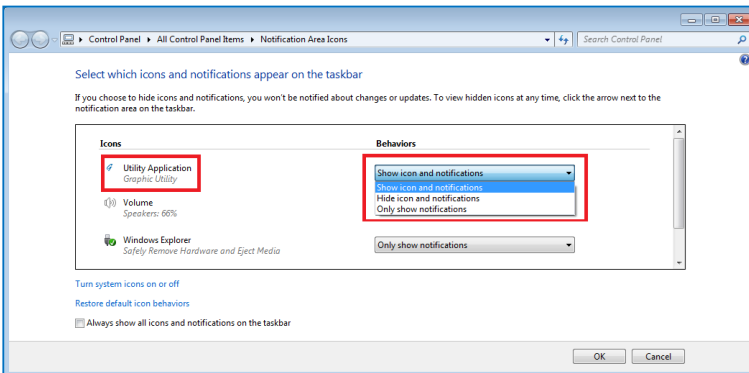 Control Panel ▸ All Control Panel Items ▸ Notification Area Icons
Search Control Panel
Select which icons and notifications appear on the taskbar
If you choose to hide icons and notifications, you won't be notified about changes or updates. To view hidden icons at any time, click the arrow next to the
notification area on the taskbar.
Icons Behaviors
Utility Application
Graphic Utility
Show icon and notifications
Show icon and notifications
Hide icon and notifications
Only show notifications
Volume
Speakers: 66%
Windows Explorer
Safely Remove Hardware and Eject Media
Only show notifications
Turn system icons on or off
Restore default icon behaviors
Always show all icons and notifications on the taskbar
OK Cancel